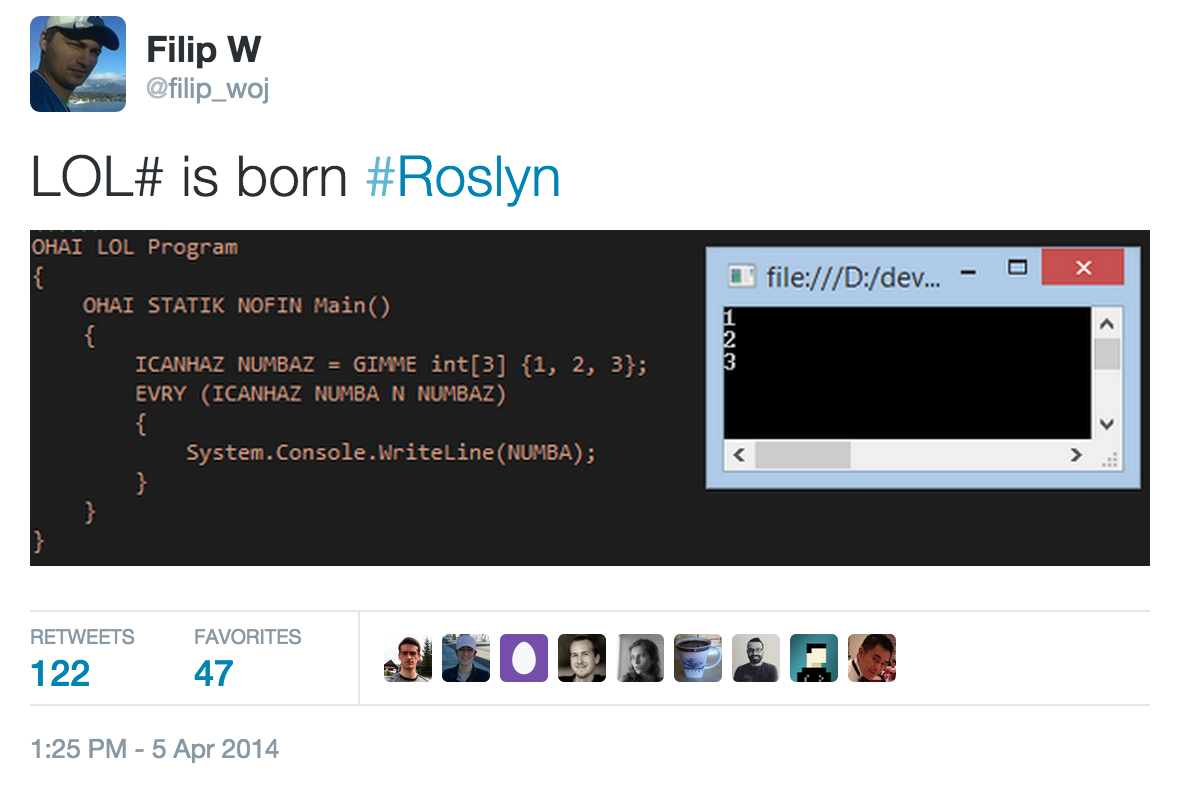 Filip W
@filip_woj
LOL# is born #Roslyn
OHAI LOL Program
{
OHAI STATIK NOFIN Main()
{
ICANHAZ NUMBAZ = GIMME int[3] {1, 2, 3};
EVRY (ICANHAZ NUMBA N NUMBAZ)
{
System.Console.WriteLine(NUMBA);
}
}
}
file:///D:/dev...
1
2
3
RETWEETS
122
FAVORITES
47
1:25 PM - 5 Apr 2014